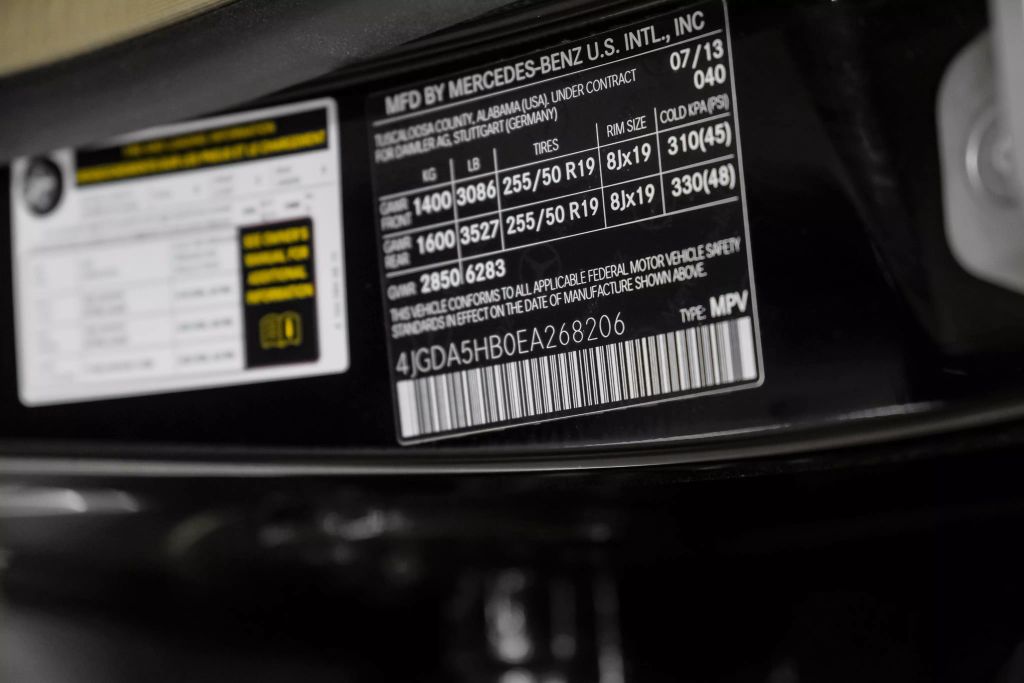 MFD BY MERCEDES-BENZ U.S. INTL., INC
TUSCALOOSA COUNTY, ALABAMA (USA). UNDER CONTRACT 07/13
FOR DAIMLER AG, STUTTGART (GERMANY) 040
KG LB TIRES RIM SIZE COLD KPA (PSI)
GAWR FRONT 1400 3086 255/50 R19 8Jx19 310(45)
GAWR REAR 1600 3527 255/50 R19 8Jx19 330(48)
GVWR 2850 6283
THIS VEHICLE CONFORMS TO ALL APPLICABLE FEDERAL MOTOR VEHICLE SAFETY
STANDARDS IN EFFECT ON THE DATE OF MANUFACTURE SHOWN ABOVE.
4JGDA5HB0EA268206 TYPE: MPV
SEE OWNER'S
MANUAL FOR
ADDITIONAL
INFORMATION